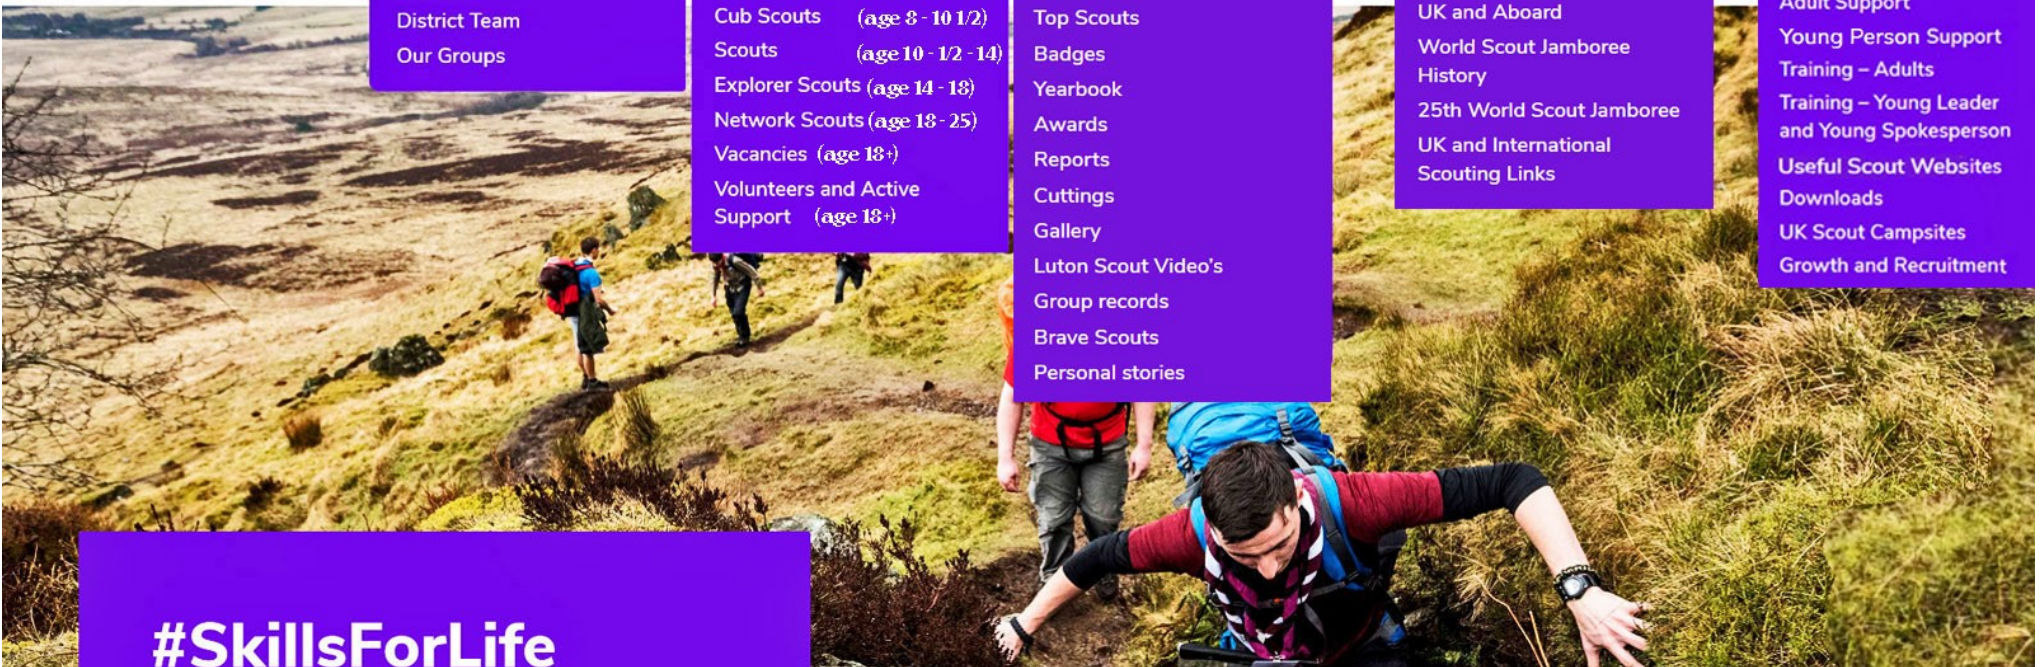 District Team
Our Groups
Cub Scouts (age 8 - 10 1/2)
Scouts (age 10 - 1/2 - 14)
Explorer Scouts (age 14 - 18)
Network Scouts (age 18 - 25)
Vacancies (age 18+)
Volunteers and Active
Support (age 18+)
Top Scouts
Badges
Yearbook
Awards
Reports
Cuttings
Gallery
Luton Scout Video's
Group records
Brave Scouts
Personal stories
UK and Aboard
World Scout Jamboree
History
25th World Scout Jamboree
UK and International
Scouting Links
Adult Support
Young Person Support
Training – Adults
Training – Young Leader
and Young Spokesperson
Useful Scout Websites
Downloads
UK Scout Campsites
Growth and Recruitment
#SkillsForLife